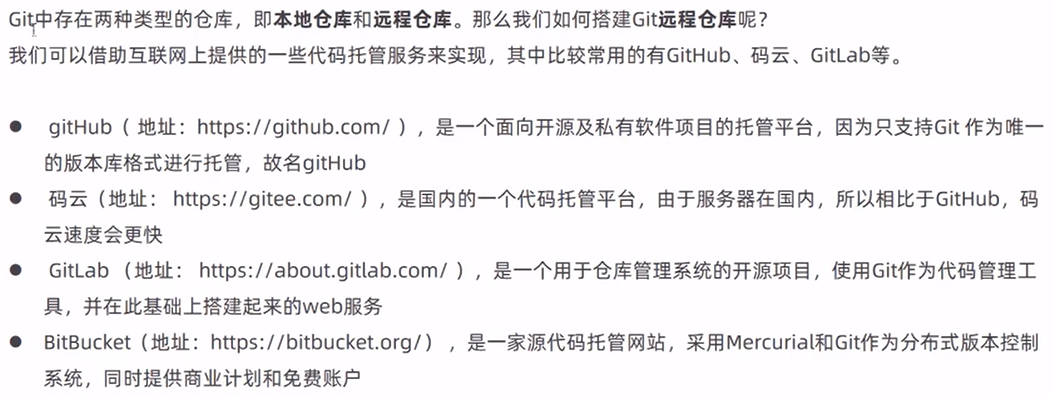 Git中存在两种类型的仓库，即本地仓库和远程仓库。那么我们如何搭建Git远程仓库呢？
我们可以借助互联网上提供的一些代码托管服务来实现，其中比较常用的有GitHub、码云、GitLab等。
● gitHub（ 地址：https://github.com/ ），是一个面向开源及私有软件项目的托管平台，因为只支持Git 作为唯一
的版本库格式进行托管，故名gitHub
● 码云（地址： https://gitee.com/ ），是国内的一个代码托管平台，由于服务器在国内，所以相比于GitHub，码
云速度会更快
● GitLab （地址： https://about.gitlab.com/ ），是一个用于仓库管理系统的开源项目，使用Git作为代码管理工
具，并在此基础上搭建起来的web服务
● BitBucket（地址：https://bitbucket.org/） ，是一家源代码托管网站，采用Mercurial和Git作为分布式版本控制
系统，同时提供商业计划和免费账户